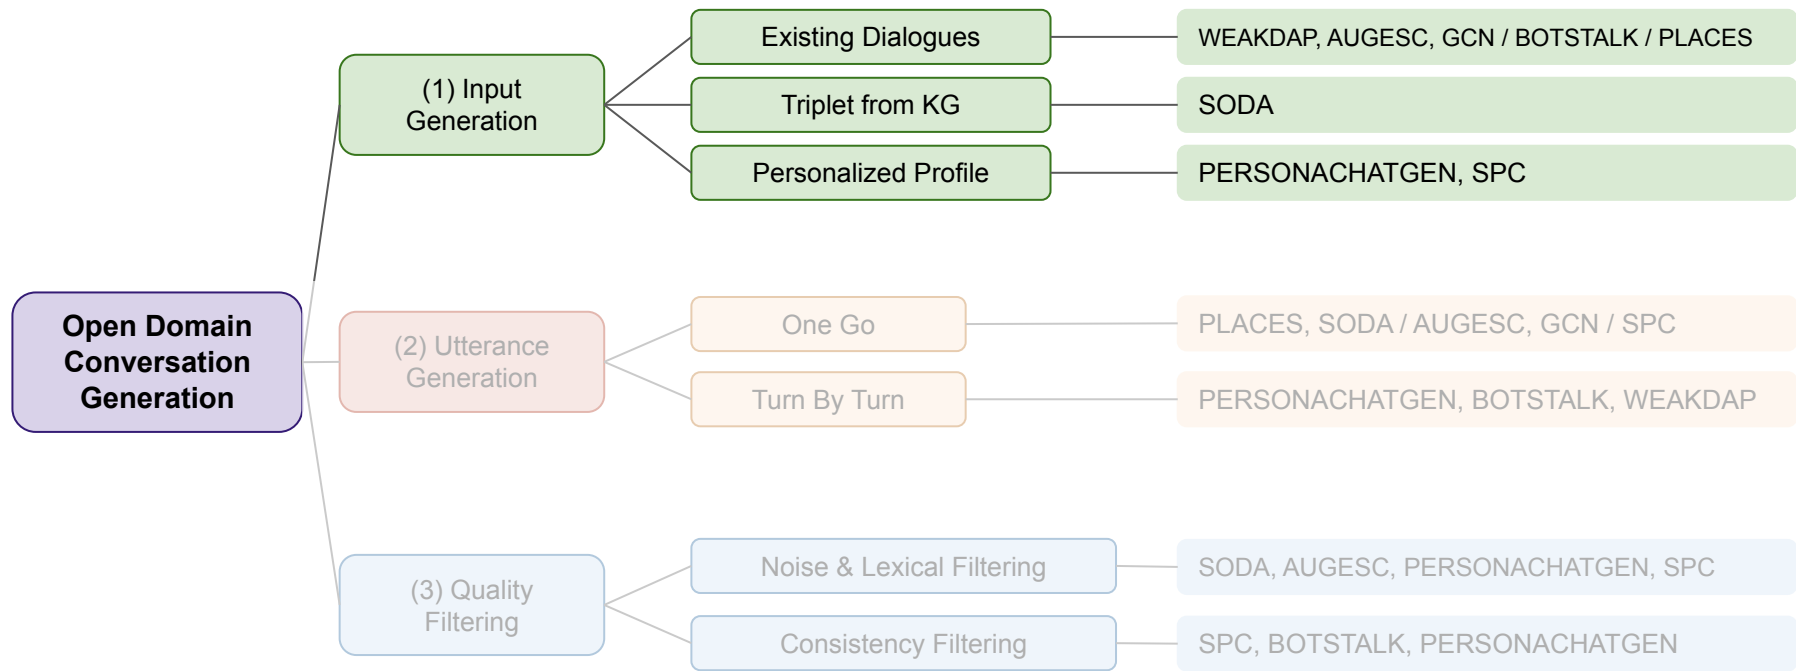 Existing Dialogues
WEAKDAP, AUGESC, GCN / BOTSTALK / PLACES
(1) Input
Generation
Triplet from KG
SODA
Personalized Profile
PERSONACHATGEN, SPC
Open Domain
Conversation
Generation
(2) Utterance
Generation
One Go
PLACES, SODA / AUGESC, GCN / SPC
Turn By Turn
PERSONACHATGEN, BOTSTALK, WEAKDAP
(3) Quality
Filtering
Noise & Lexical Filtering
SODA, AUGESC, PERSONACHATGEN, SPC
Consistency Filtering
SPC, BOTSTALK, PERSONACHATGEN